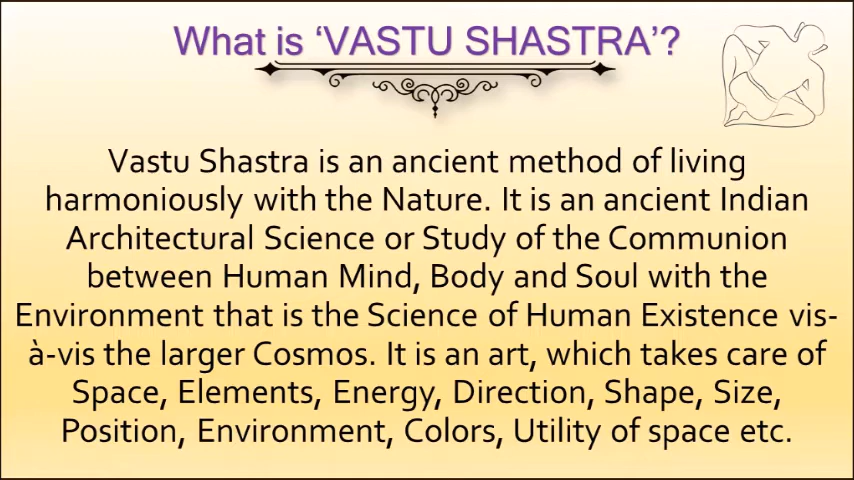 What is ‘VASTU SHASTRA’?
Vastu Shastra is an ancient method of living
harmoniously with the Nature. It is an ancient Indian
Architectural Science or Study of the Communion
between Human Mind, Body and Soul with the
Environment that is the Science of Human Existence vis-
à-vis the larger Cosmos. It is an art, which takes care of
Space, Elements, Energy, Direction, Shape, Size,
Position, Environment, Colors, Utility of space etc.